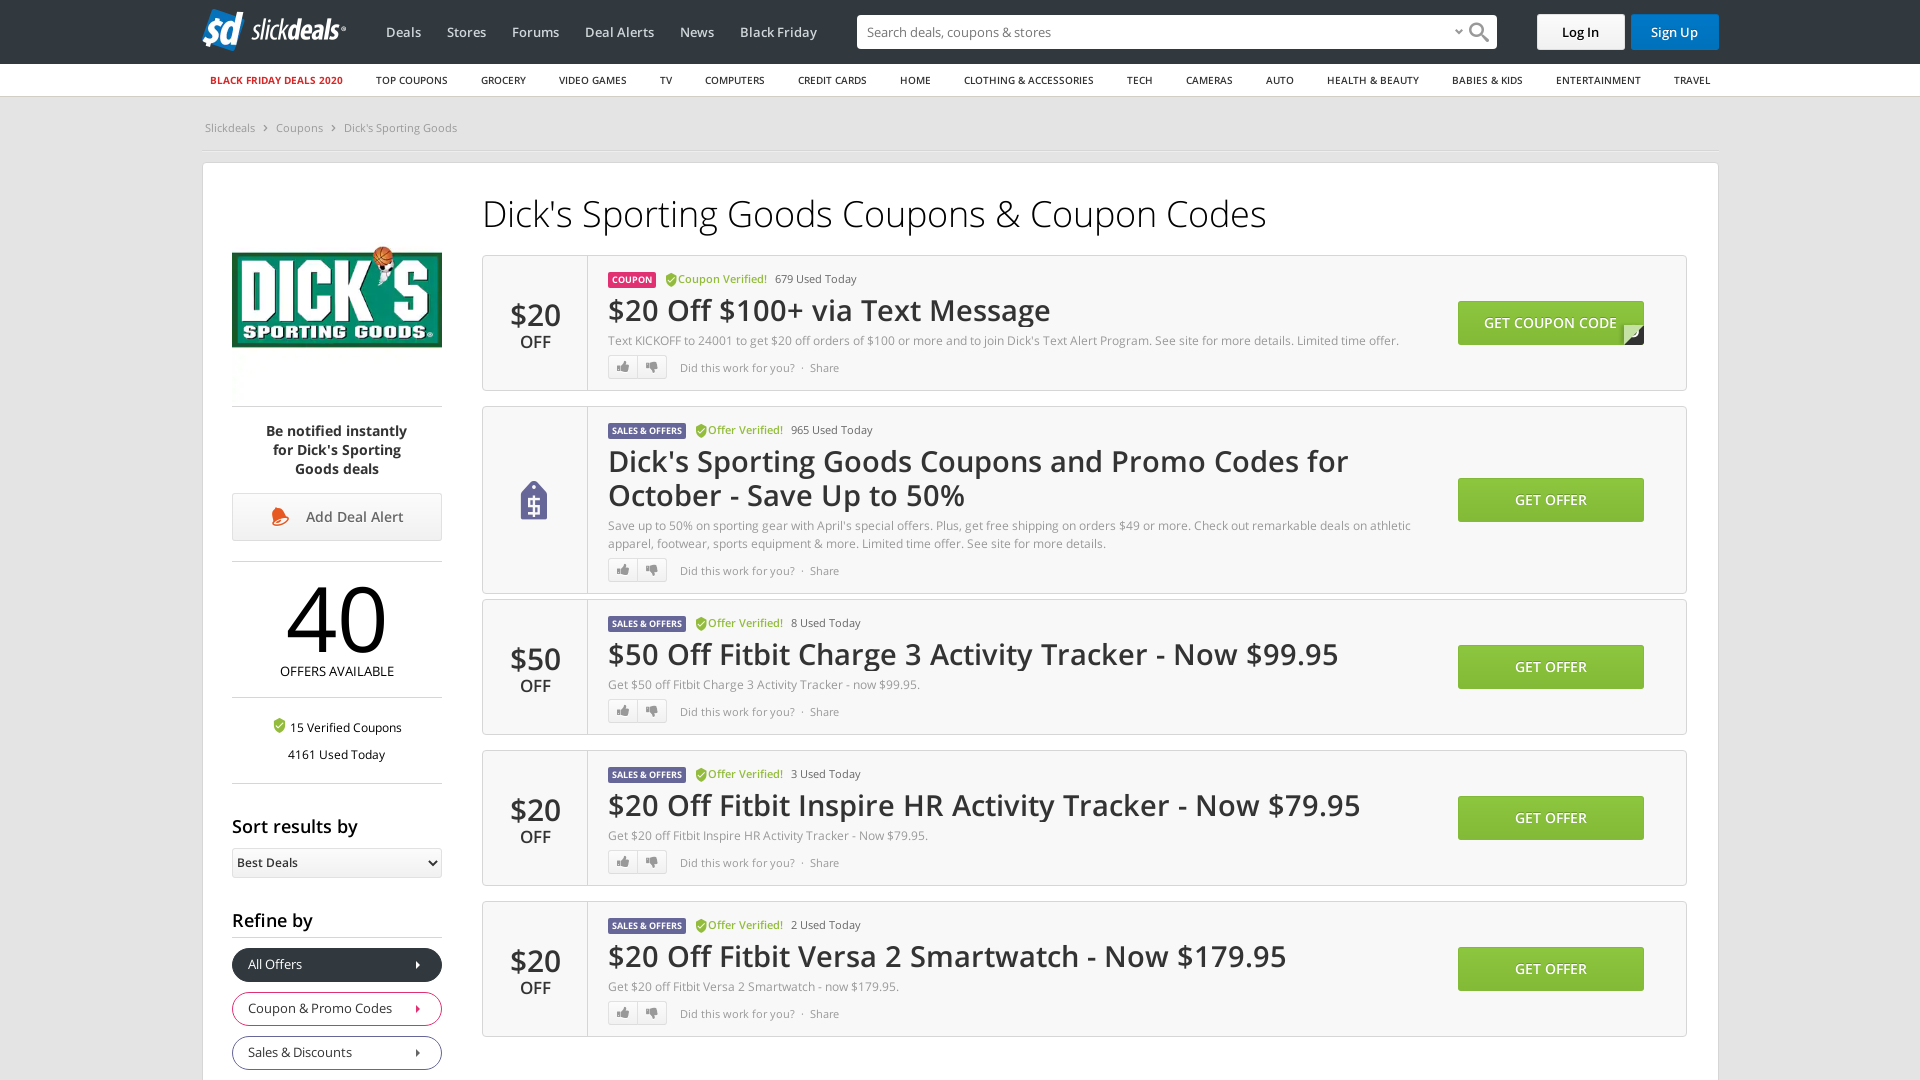 sd slickdeals
Deals Stores Forums Deal Alerts News Black Friday
Search deals, coupons & stores
Log In Sign Up
BLACK FRIDAY DEALS 2020 TOP COUPONS GROCERY VIDEO GAMES TV COMPUTERS CREDIT CARDS HOME CLOTHING & ACCESSORIES TECH CAMERAS AUTO HEALTH & BEAUTY BABIES & KIDS ENTERTAINMENT TRAVEL
Slickdeals > Coupons > Dick's Sporting Goods
DICK'S
SPORTING GOODS®
Be notified instantly
for Dick's Sporting
Goods deals
Add Deal Alert
40
OFFERS AVAILABLE
15 Verified Coupons
4161 Used Today
Sort results by
Best Deals
Refine by
All Offers
Coupon & Promo Codes
Sales & Discounts
Dick's Sporting Goods Coupons & Coupon Codes
$20
OFF
COUPON Coupon Verified! 679 Used Today
$20 Off $100+ via Text Message
Text KICKOFF to 24001 to get $20 off orders of $100 or more and to join Dick's Text Alert Program. See site for more details. Limited time offer.
Did this work for you? · Share
GET COUPON CODE
SALES & OFFERS Offer Verified! 965 Used Today
Dick's Sporting Goods Coupons and Promo Codes for
October - Save Up to 50%
Save up to 50% on sporting gear with April's special offers. Plus, get free shipping on orders $49 or more. Check out remarkable deals on athletic
apparel, footwear, sports equipment & more. Limited time offer. See site for more details.
Did this work for you? · Share
GET OFFER
$50
OFF
SALES & OFFERS Offer Verified! 8 Used Today
$50 Off Fitbit Charge 3 Activity Tracker - Now $99.95
Get $50 off Fitbit Charge 3 Activity Tracker - now $99.95.
Did this work for you? · Share
GET OFFER
$20
OFF
SALES & OFFERS Offer Verified! 3 Used Today
$20 Off Fitbit Inspire HR Activity Tracker - Now $79.95
Get $20 off Fitbit Inspire HR Activity Tracker - Now $79.95.
Did this work for you? · Share
GET OFFER
$20
OFF
SALES & OFFERS Offer Verified! 2 Used Today
$20 Off Fitbit Versa 2 Smartwatch - Now $179.95
Get $20 off Fitbit Versa 2 Smartwatch - now $179.95.
Did this work for you? · Share
GET OFFER